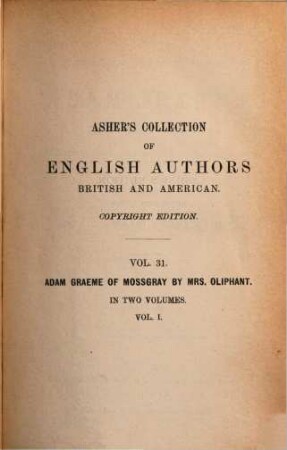 ASHER'S COLLECTION
OF
ENGLISH AUTHORS
BRITISH AND AMERICAN.
COPYRIGHT EDITION.
VOL. 31.
ADAM GRAEME OF MOSSGRAY BY MRS. OLIPHANT.
IN TWO VOLUMES.
VOL. I.